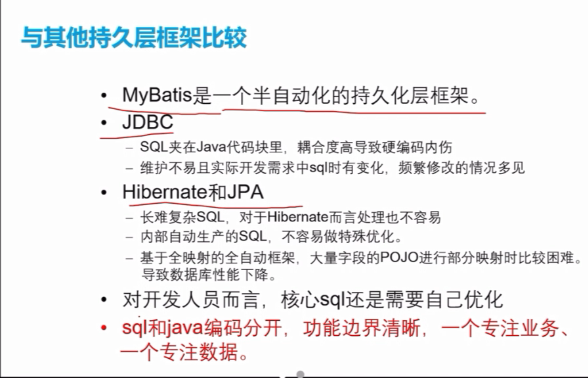 与其他持久层框架比较
• MyBatis是一个半自动化的持久化层框架。
• JDBC
– SQL夹在Java代码块里，耦合度高导致硬编码内伤
– 维护不易且实际开发需求中sql时有变化，频繁修改的情况多见
• Hibernate和JPA
– 长难复杂SQL，对于Hibernate而言处理也不容易
– 内部自动生产的SQL，不容易做特殊优化。
– 基于全映射的全自动框架，大量字段的POJO进行部分映射时比较困难。
导致数据库性能下降。
• 对开发人员而言，核心sql还是需要自己优化
• sql和java编码分开，功能边界清晰，一个专注业务、
一个专注数据。